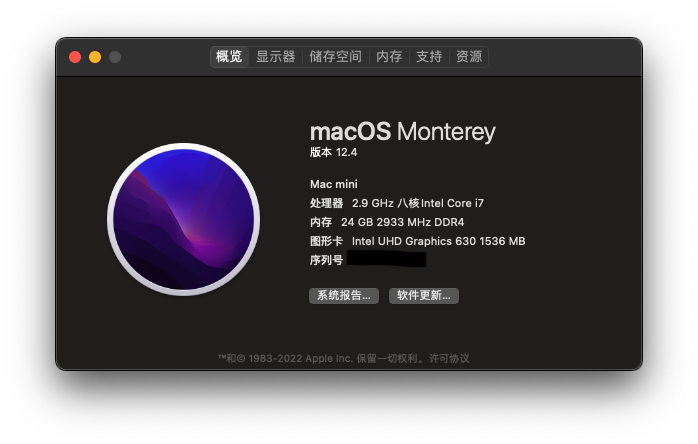 概览 显示器 储存空间 内存 支持 资源
macOS Monterey
版本 12.4
Mac mini
处理器 2.9 GHz 八核Intel Core i7
内存 24 GB 2933 MHz DDR4
图形卡 Intel UHD Graphics 630 1536 MB
序列号
系统报告... 软件更新...
™和© 1983-2022 Apple Inc. 保留一切权利。许可协议